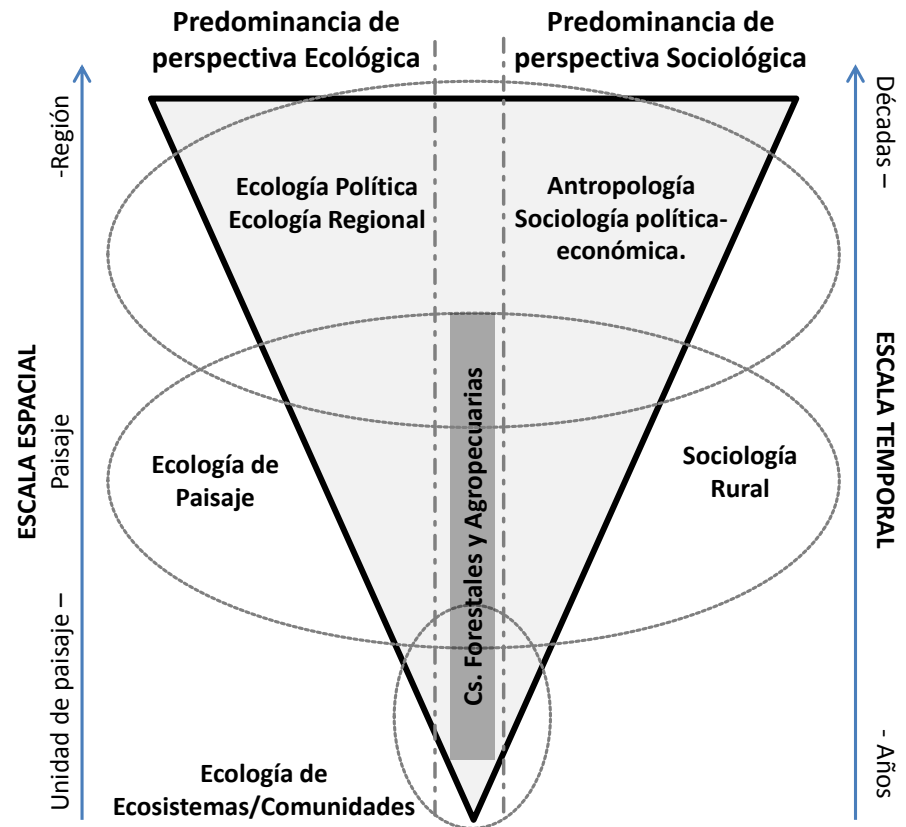 Predominancia de
perspectiva Ecológica
Predominancia de
perspectiva Sociológica
-Región
Décadas –
Ecología Política
Ecología Regional
Antropología
Sociología política-
económica.
ESCALA ESPACIAL
Paisaje
Cs. Forestales y Agropecuarias
ESCALA TEMPORAL
Ecología de
Paisaje
Sociología
Rural
Unidad de paisaje –
- Años
Ecología de
Ecosistemas/Comunidades